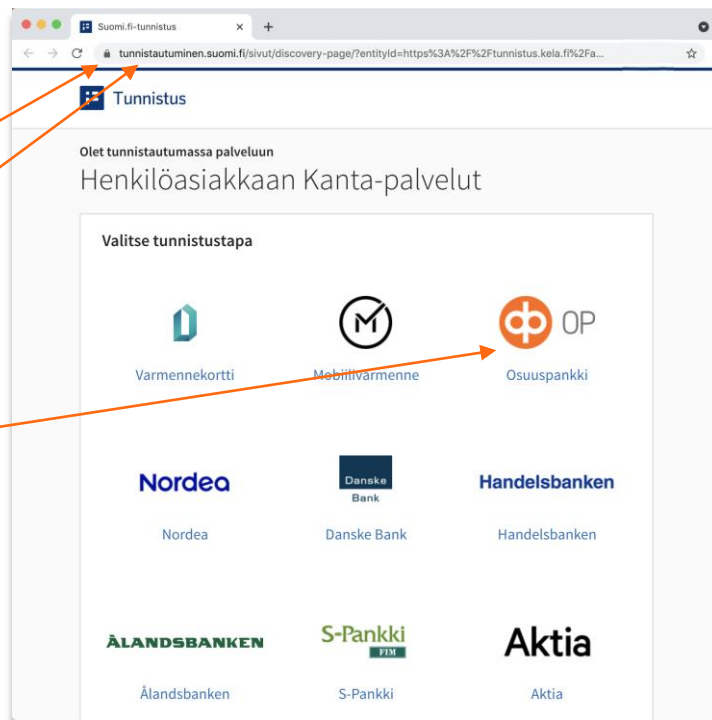 Suomi.fi-tunnistus
tunnistautuminen.suomi.fi/sivut/discovery-page/?entityId=https%3A%2F%2Ftunnistus.kela.fi%2Fa...
Tunnistus
Olet tunnistautumassa palveluun
Henkilöasiakkaan Kanta-palvelut
Valitse tunnistustapa
M
op OP
Varmennekortti
Mobiilivarmenne
Osuuspankki
Nordea
Danske
Bank
Handelsbanken
Nordea
Danske Bank
Handelsbanken
ÅLANDSBANKEN
S-Pankki
FIM
Aktia
Ålandsbanken
S-Pankki
Aktia